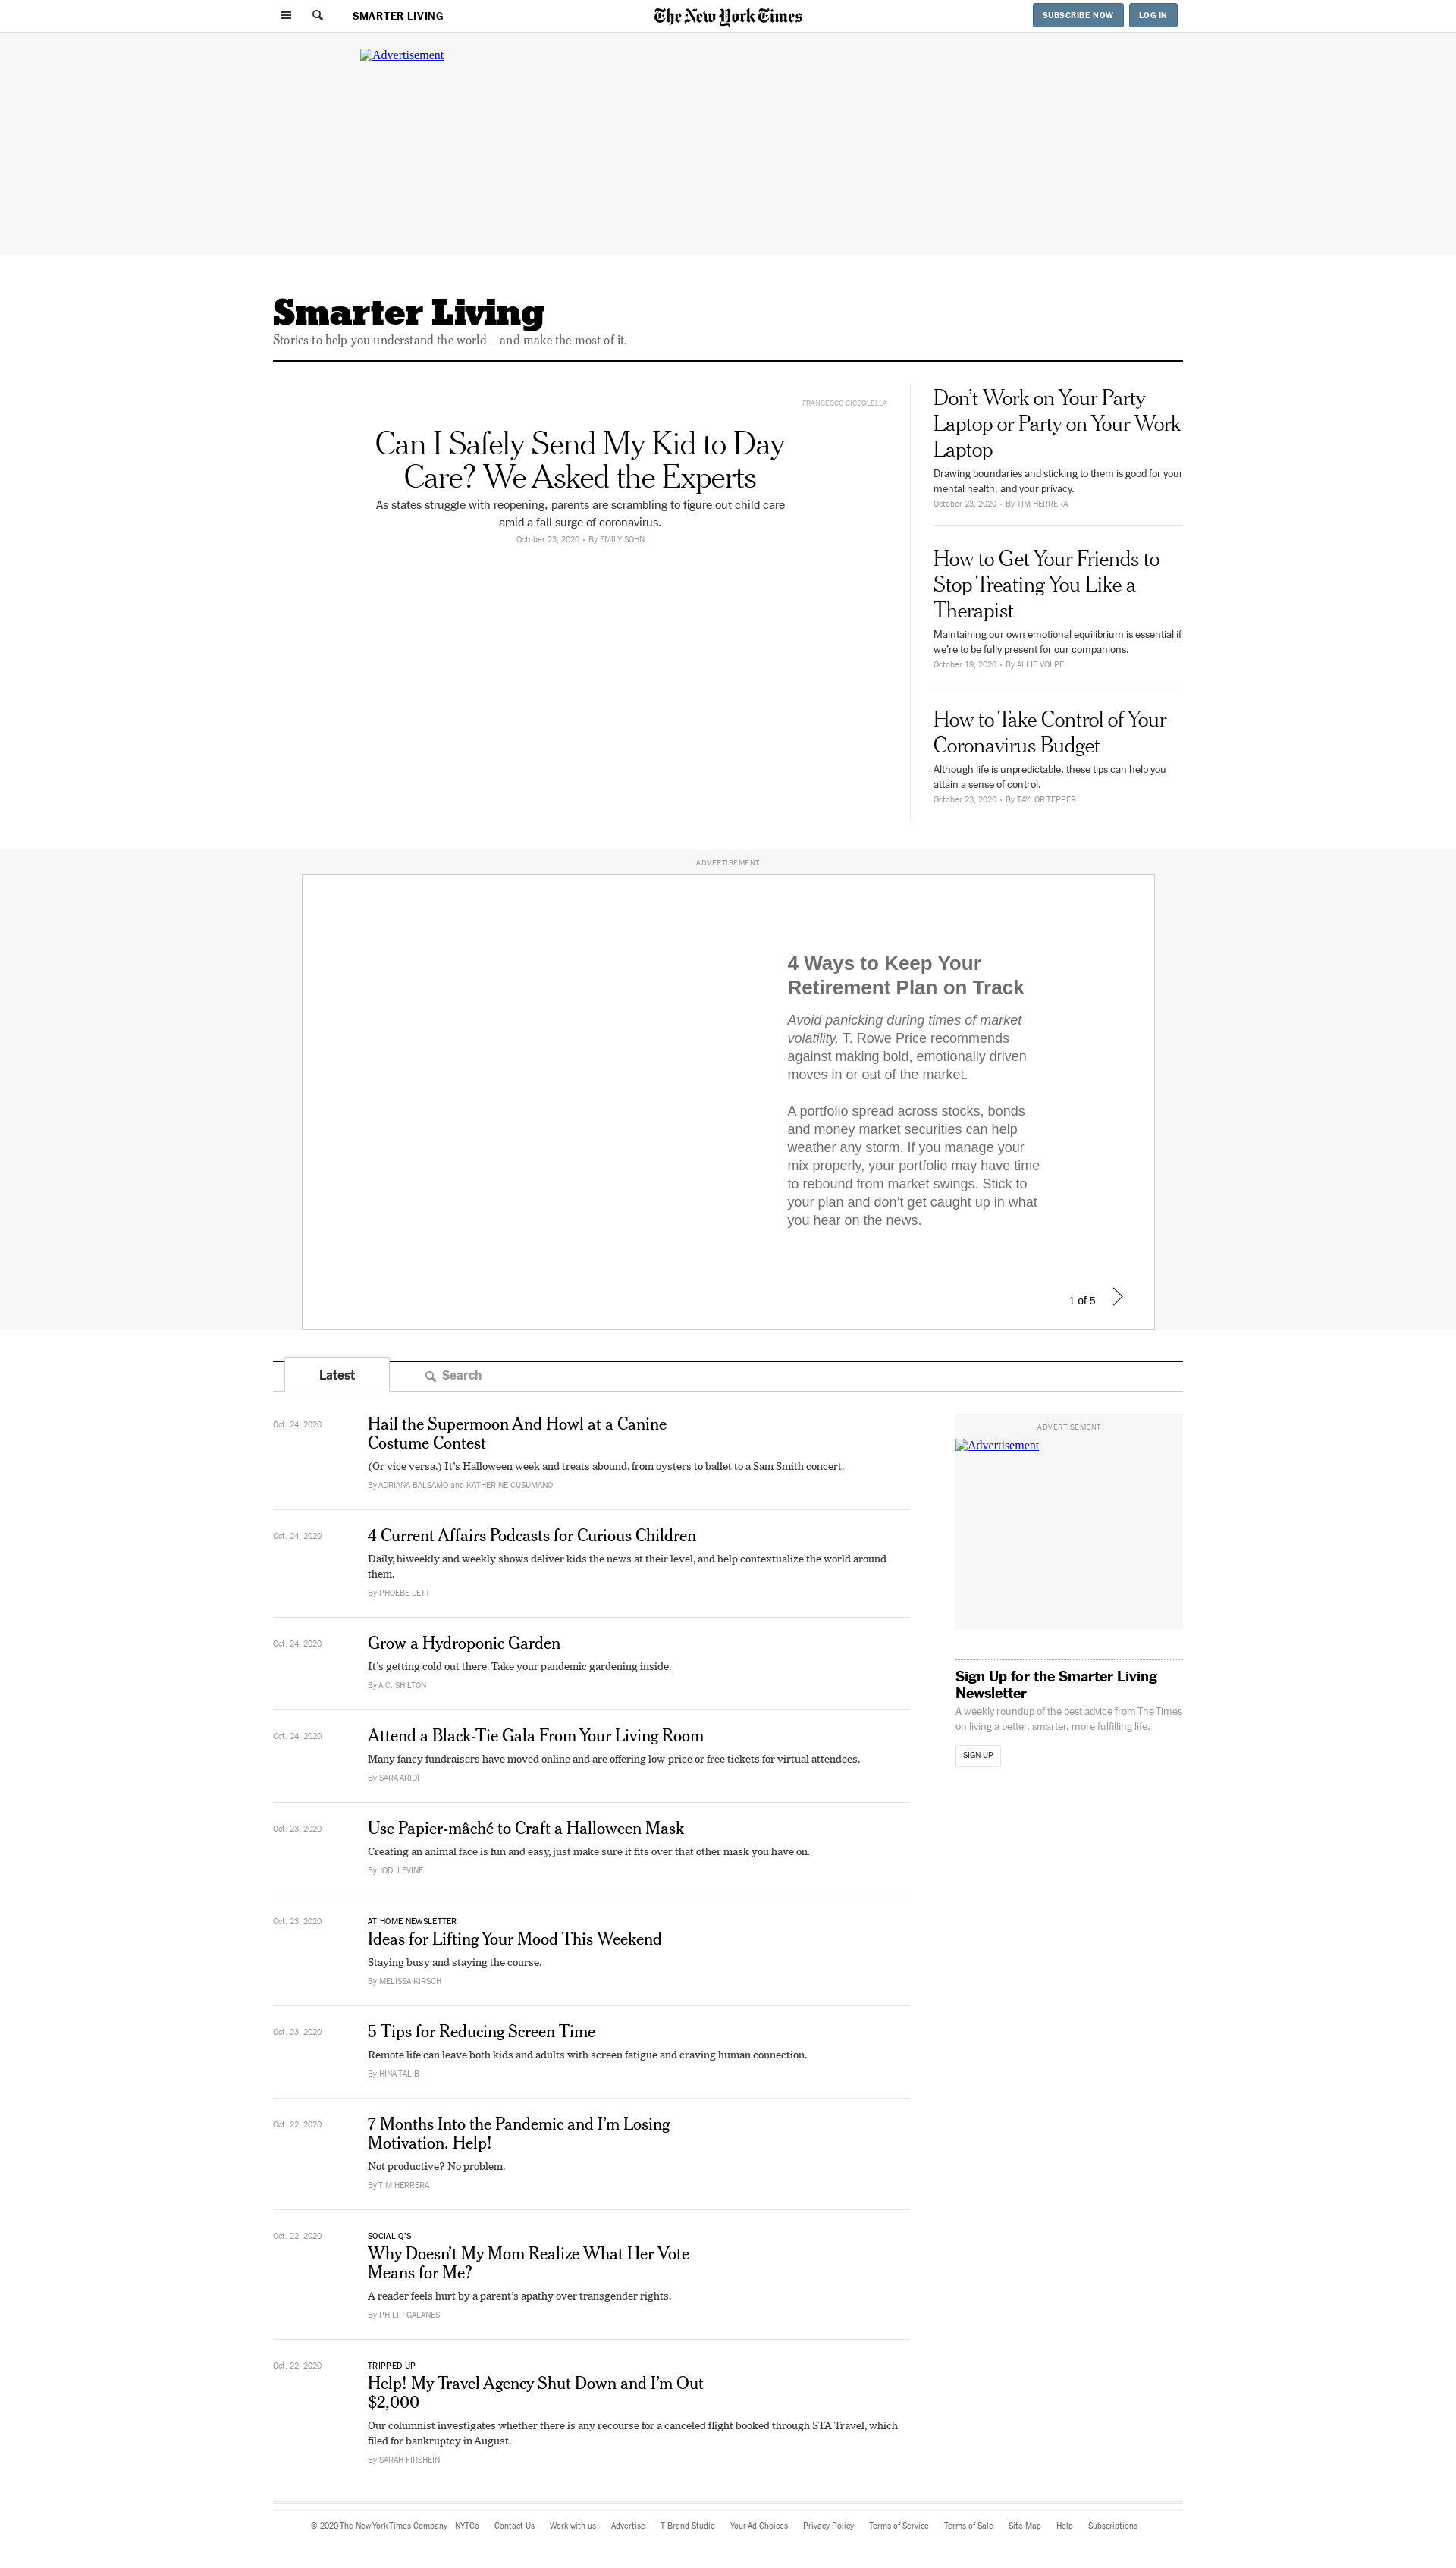 SMARTER LIVING
The New York Times
SUBSCRIBE NOW
LOG IN
Advertisement
Smarter Living
Stories to help you understand the world – and make the most of it.
FRANCESCO CICCOLELLA
Can I Safely Send My Kid to Day
Care? We Asked the Experts
As states struggle with reopening, parents are scrambling to figure out child care
amid a fall surge of coronavirus.
October 23, 2020 • By EMILY SOHN
Don’t Work on Your Party
Laptop or Party on Your Work
Laptop
Drawing boundaries and sticking to them is good for your
mental health, and your privacy.
October 23, 2020 • By TIM HERRERA
How to Get Your Friends to
Stop Treating You Like a
Therapist
Maintaining our own emotional equilibrium is essential if
we’re to be fully present for our companions.
October 19, 2020 • By ALLIE VOLPE
How to Take Control of Your
Coronavirus Budget
Although life is unpredictable, these tips can help you
attain a sense of control.
October 23, 2020 • By TAYLOR TEPPER
ADVERTISEMENT
4 Ways to Keep Your
Retirement Plan on Track
Avoid panicking during times of market
volatility. T. Rowe Price recommends
against making bold, emotionally driven
moves in or out of the market.
A portfolio spread across stocks, bonds
and money market securities can help
weather any storm. If you manage your
mix properly, your portfolio may have time
to rebound from market swings. Stick to
your plan and don’t get caught up in what
you hear on the news.
1 of 5
Latest
Search
Oct. 24, 2020
Hail the Supermoon And Howl at a Canine
Costume Contest
(Or vice versa.) It’s Halloween week and treats abound, from oysters to ballet to a Sam Smith concert.
By ADRIANA BALSAMO and KATHERINE CUSUMANO
Oct. 24, 2020
4 Current Affairs Podcasts for Curious Children
Daily, biweekly and weekly shows deliver kids the news at their level, and help contextualize the world around
them.
By PHOEBE LETT
Oct. 24, 2020
Grow a Hydroponic Garden
It’s getting cold out there. Take your pandemic gardening inside.
By A.C. SHILTON
Oct. 24, 2020
Attend a Black-Tie Gala From Your Living Room
Many fancy fundraisers have moved online and are offering low-price or free tickets for virtual attendees.
By SARA ARIDI
Oct. 23, 2020
Use Papier-mâché to Craft a Halloween Mask
Creating an animal face is fun and easy, just make sure it fits over that other mask you have on.
By JODI LEVINE
Oct. 23, 2020
AT HOME NEWSLETTER
Ideas for Lifting Your Mood This Weekend
Staying busy and staying the course.
By MELISSA KIRSCH
Oct. 23, 2020
5 Tips for Reducing Screen Time
Remote life can leave both kids and adults with screen fatigue and craving human connection.
By HINA TALIB
Oct. 22, 2020
7 Months Into the Pandemic and I’m Losing
Motivation. Help!
Not productive? No problem.
By TIM HERRERA
Oct. 22, 2020
SOCIAL Q’S
Why Doesn’t My Mom Realize What Her Vote
Means for Me?
A reader feels hurt by a parent’s apathy over transgender rights.
By PHILIP GALANES
Oct. 22, 2020
TRIPPED UP
Help! My Travel Agency Shut Down and I’m Out
$2,000
Our columnist investigates whether there is any recourse for a canceled flight booked through STA Travel, which
filed for bankruptcy in August.
By SARAH FIRSHEIN
ADVERTISEMENT
Advertisement
Sign Up for the Smarter Living
Newsletter
A weekly roundup of the best advice from The Times
on living a better, smarter, more fulfilling life.
SIGN UP
© 2020 The New York Times Company NYTCo Contact Us Work with us Advertise T Brand Studio Your Ad Choices Privacy Policy Terms of Service Terms of Sale Site Map Help Subscriptions